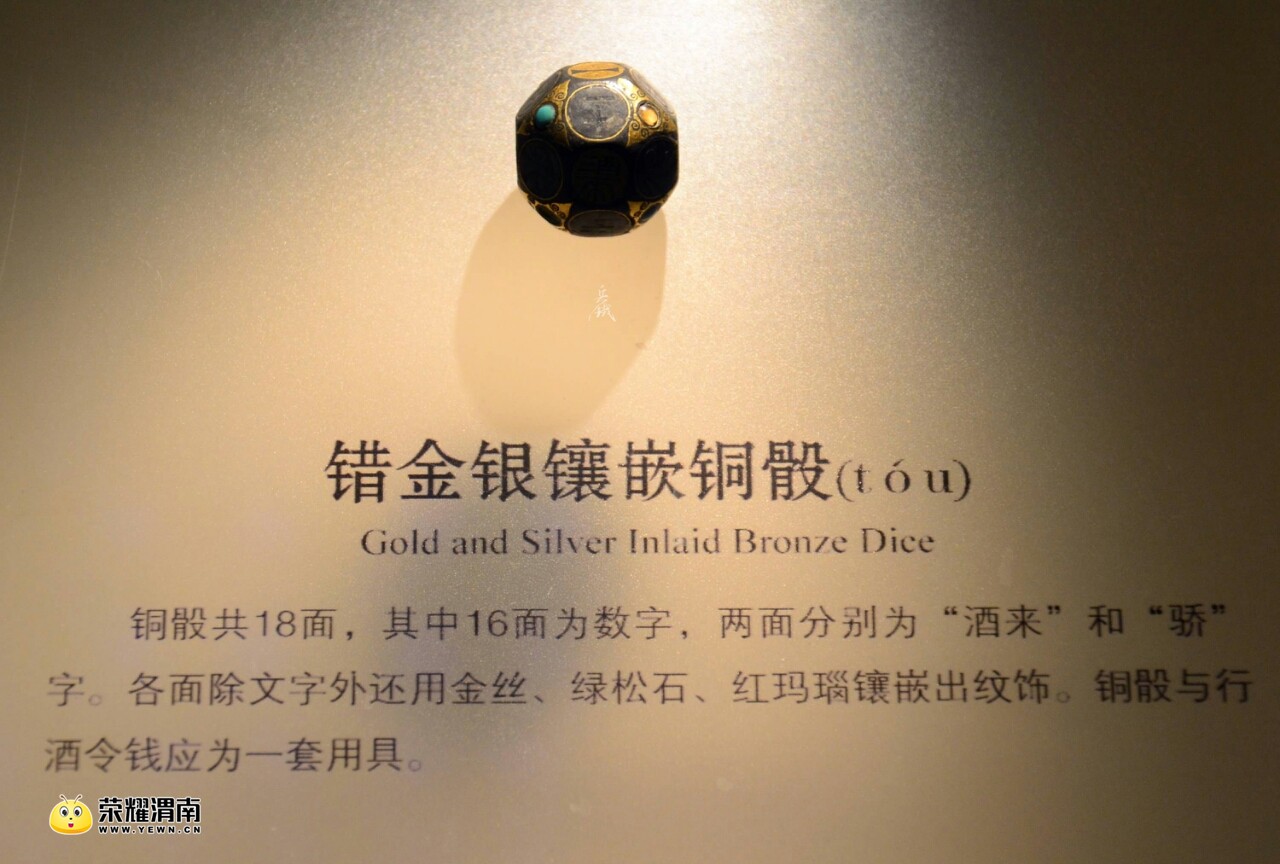 错金银镶嵌铜骰(tóu)
Gold and Silver Inlaid Bronze Dice
铜骰共18面，其中16面为数字，两面分别为“酒来”和“骄”
字。各面除文字外还用金丝、绿松石、红玛瑙镶嵌出纹饰。铜骰与行
酒令钱应为一套用具。
荣耀渭南
WWW.YEWN.CN